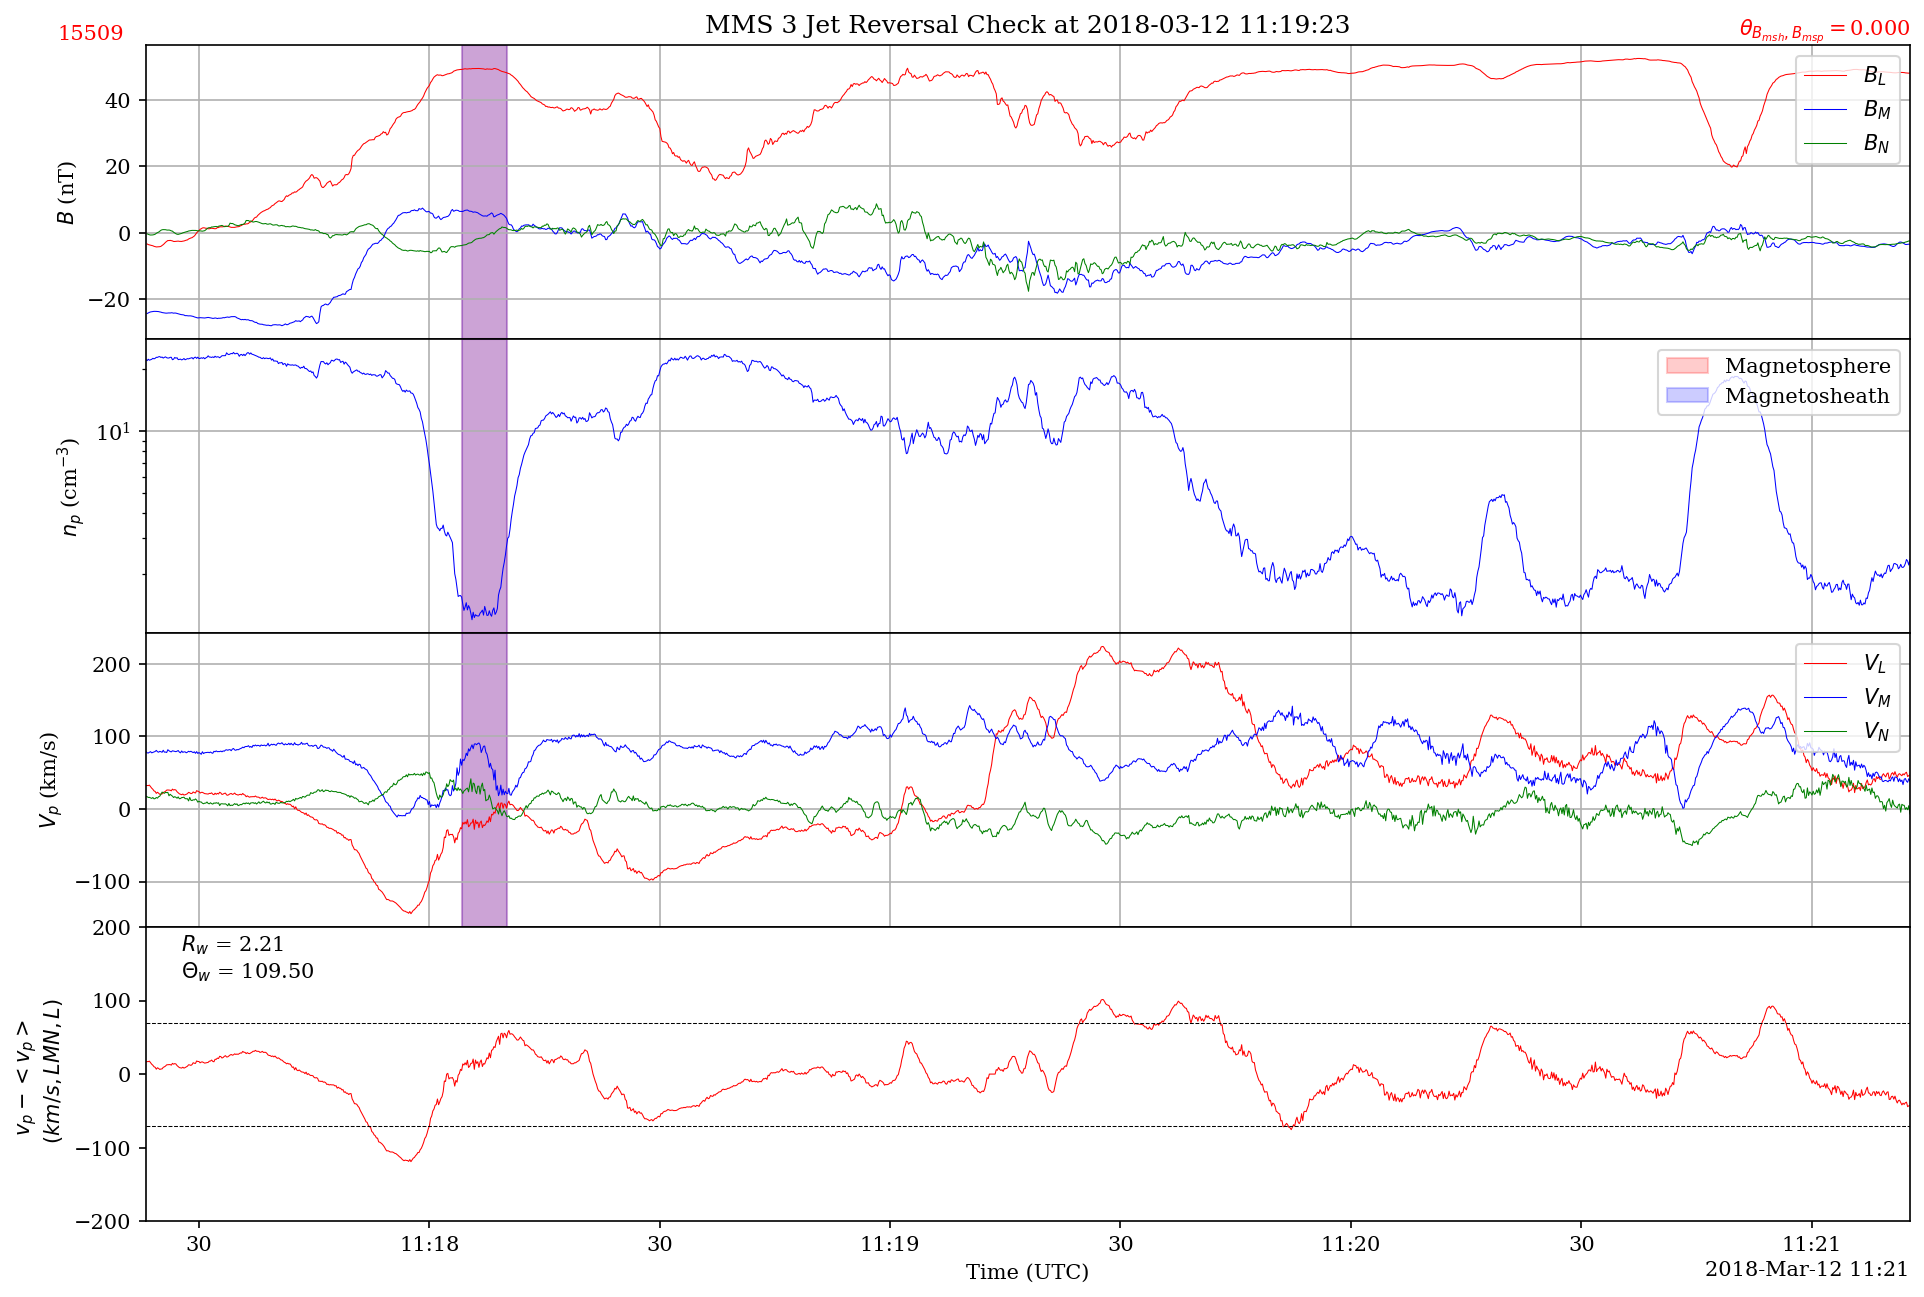 MMS 3 Jet Reversal Check at 2018-03-12 11:19:23
15509
θ_{B_{msh}, B_{msp}} = 0.000
B (nT)
40
20
0
−20
B_L
B_M
B_N
n_p (cm^{−3})
10^1
Magnetosphere
Magnetosheath
V_p (km/s)
200
100
0
−100
V_L
V_M
V_N
v_p − < v_p >
(km/s, LMN, L)
200
100
0
−100
−200
R_w = 2.21
Θ_w = 109.50
30 11:18 30 11:19 30 11:20 30 11:21
Time (UTC)
2018-Mar-12 11:21